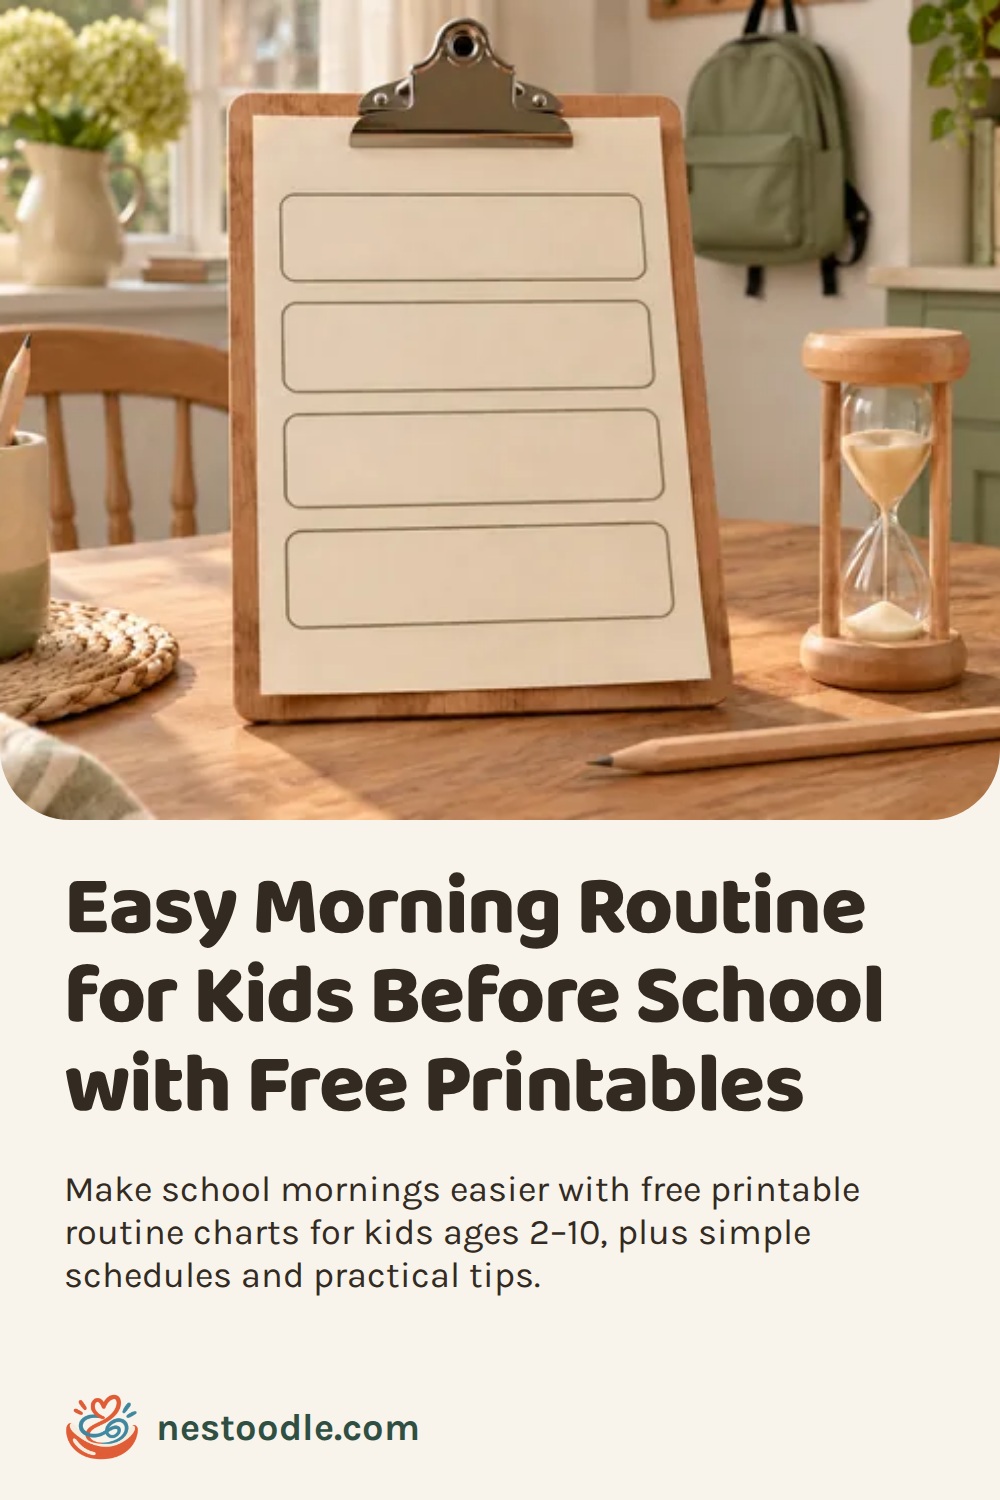 Easy Morning Routine
for Kids Before School
with Free Printables
Make school mornings easier with free printable
routine charts for kids ages 2–10, plus simple
schedules and practical tips.
nestoodle.com